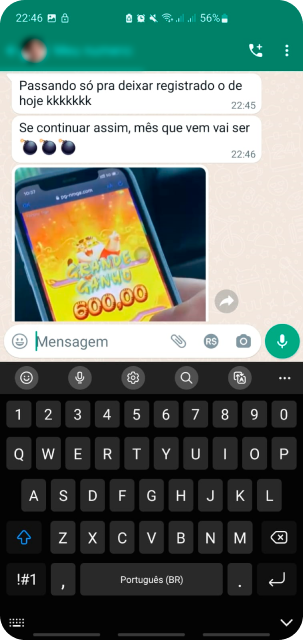 22:46
56%
Passando só pra deixar registrado o de
hoje kkkkkkk
22:45
Se continuar assim, mês que vem vai ser
💣💣💣
22:46
GRANDE
GANHO
600,00
Mensagem
R$
1 2 3 4 5 6 7 8 9 0
Q W E R T Y U I O P
A S D F G H J K L
Z X C V B N M
!#1 , Português (BR) .